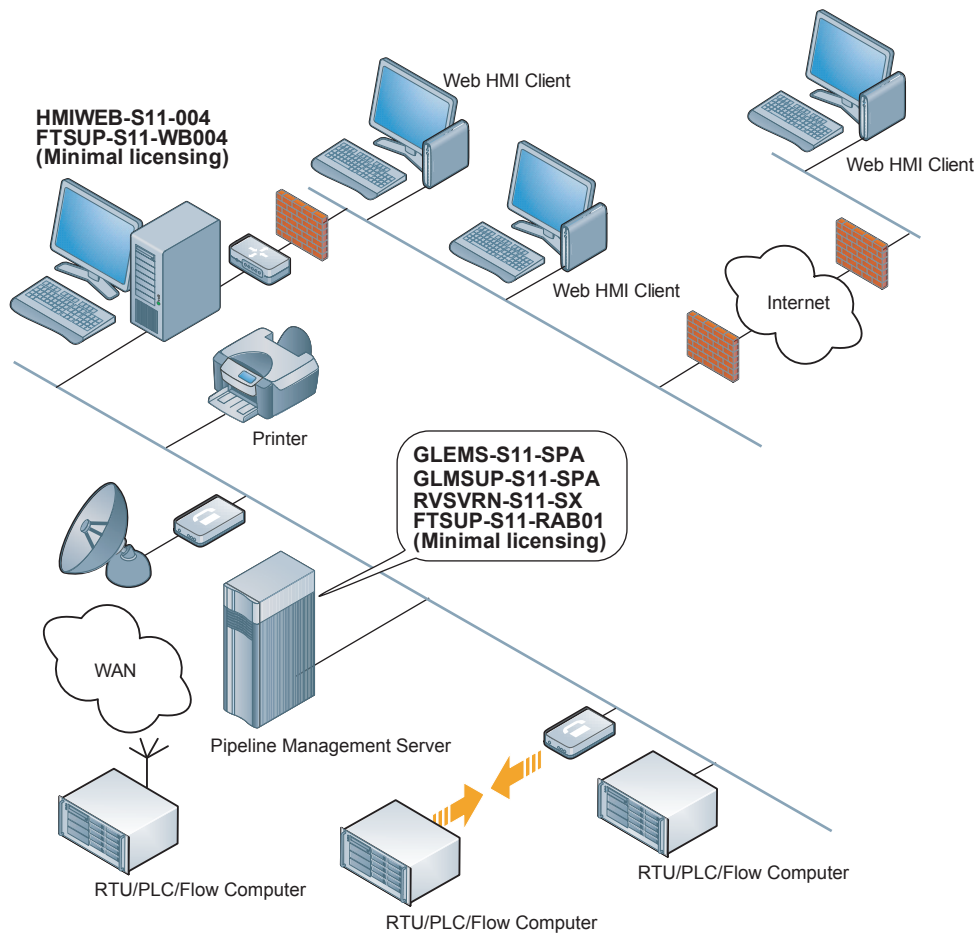 Web HMI Client
HMIWEB-S11-004
FTSUP-S11-WB004
(Minimal licensing)
Web HMI Client
Web HMI Client
Internet
Printer
GLEMS-S11-SPA
GLMSUP-S11-SPA
RVSVRN-S11-SX
FTSUP-S11-RAB01
(Minimal licensing)
WAN
Pipeline Management Server
RTU/PLC/Flow Computer
RTU/PLC/Flow Computer
RTU/PLC/Flow Computer